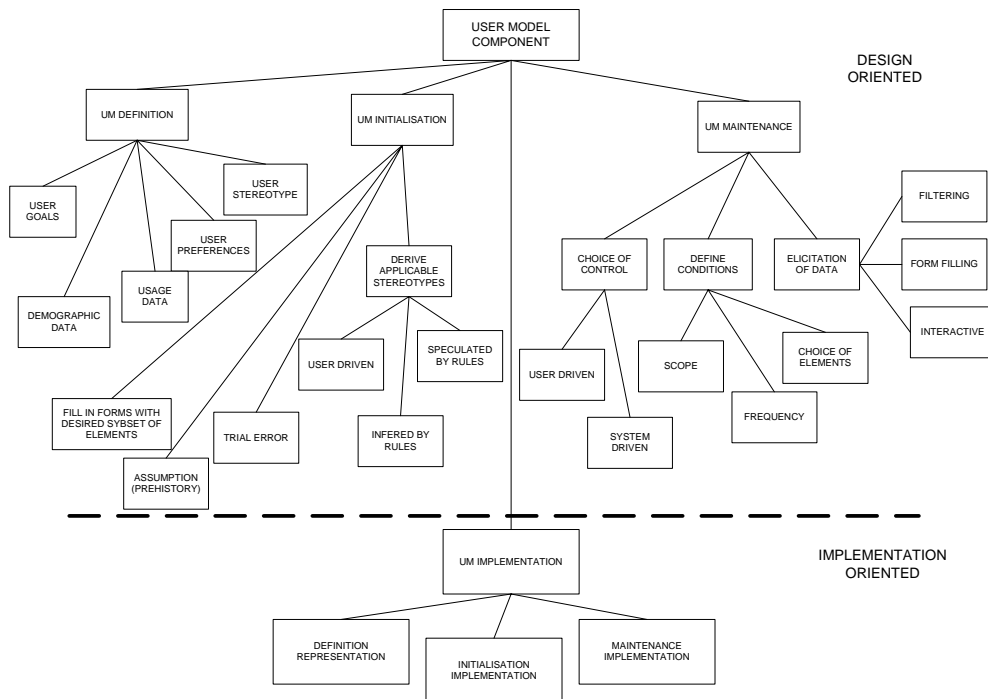 USER MODEL
COMPONENT
DESIGN
ORIENTED
UM DEFINITION
UM INITIALISATION
UM MAINTENANCE
USER
GOALS
DEMOGRAPHIC
DATA
USAGE
DATA
USER
PREFERENCES
USER
STEREOTYPE
FILL IN FORMS WITH
DESIRED SYBSET OF
ELEMENTS
ASSUMPTION
(PREHISTORY)
TRIAL ERROR
DERIVE
APPLICABLE
STEREOTYPES
USER DRIVEN
INFERED BY
RULES
SPECULATED
BY RULES
CHOICE OF
CONTROL
USER DRIVEN
SYSTEM
DRIVEN
DEFINE
CONDITIONS
SCOPE
FREQUENCY
CHOICE OF
ELEMENTS
ELICITATION
OF DATA
FILTERING
FORM FILLING
INTERACTIVE
IMPLEMENTATION
ORIENTED
UM IMPLEMENTATION
DEFINITION
REPRESENTATION
INITIALISATION
IMPLEMENTATION
MAINTENANCE
IMPLEMENTATION